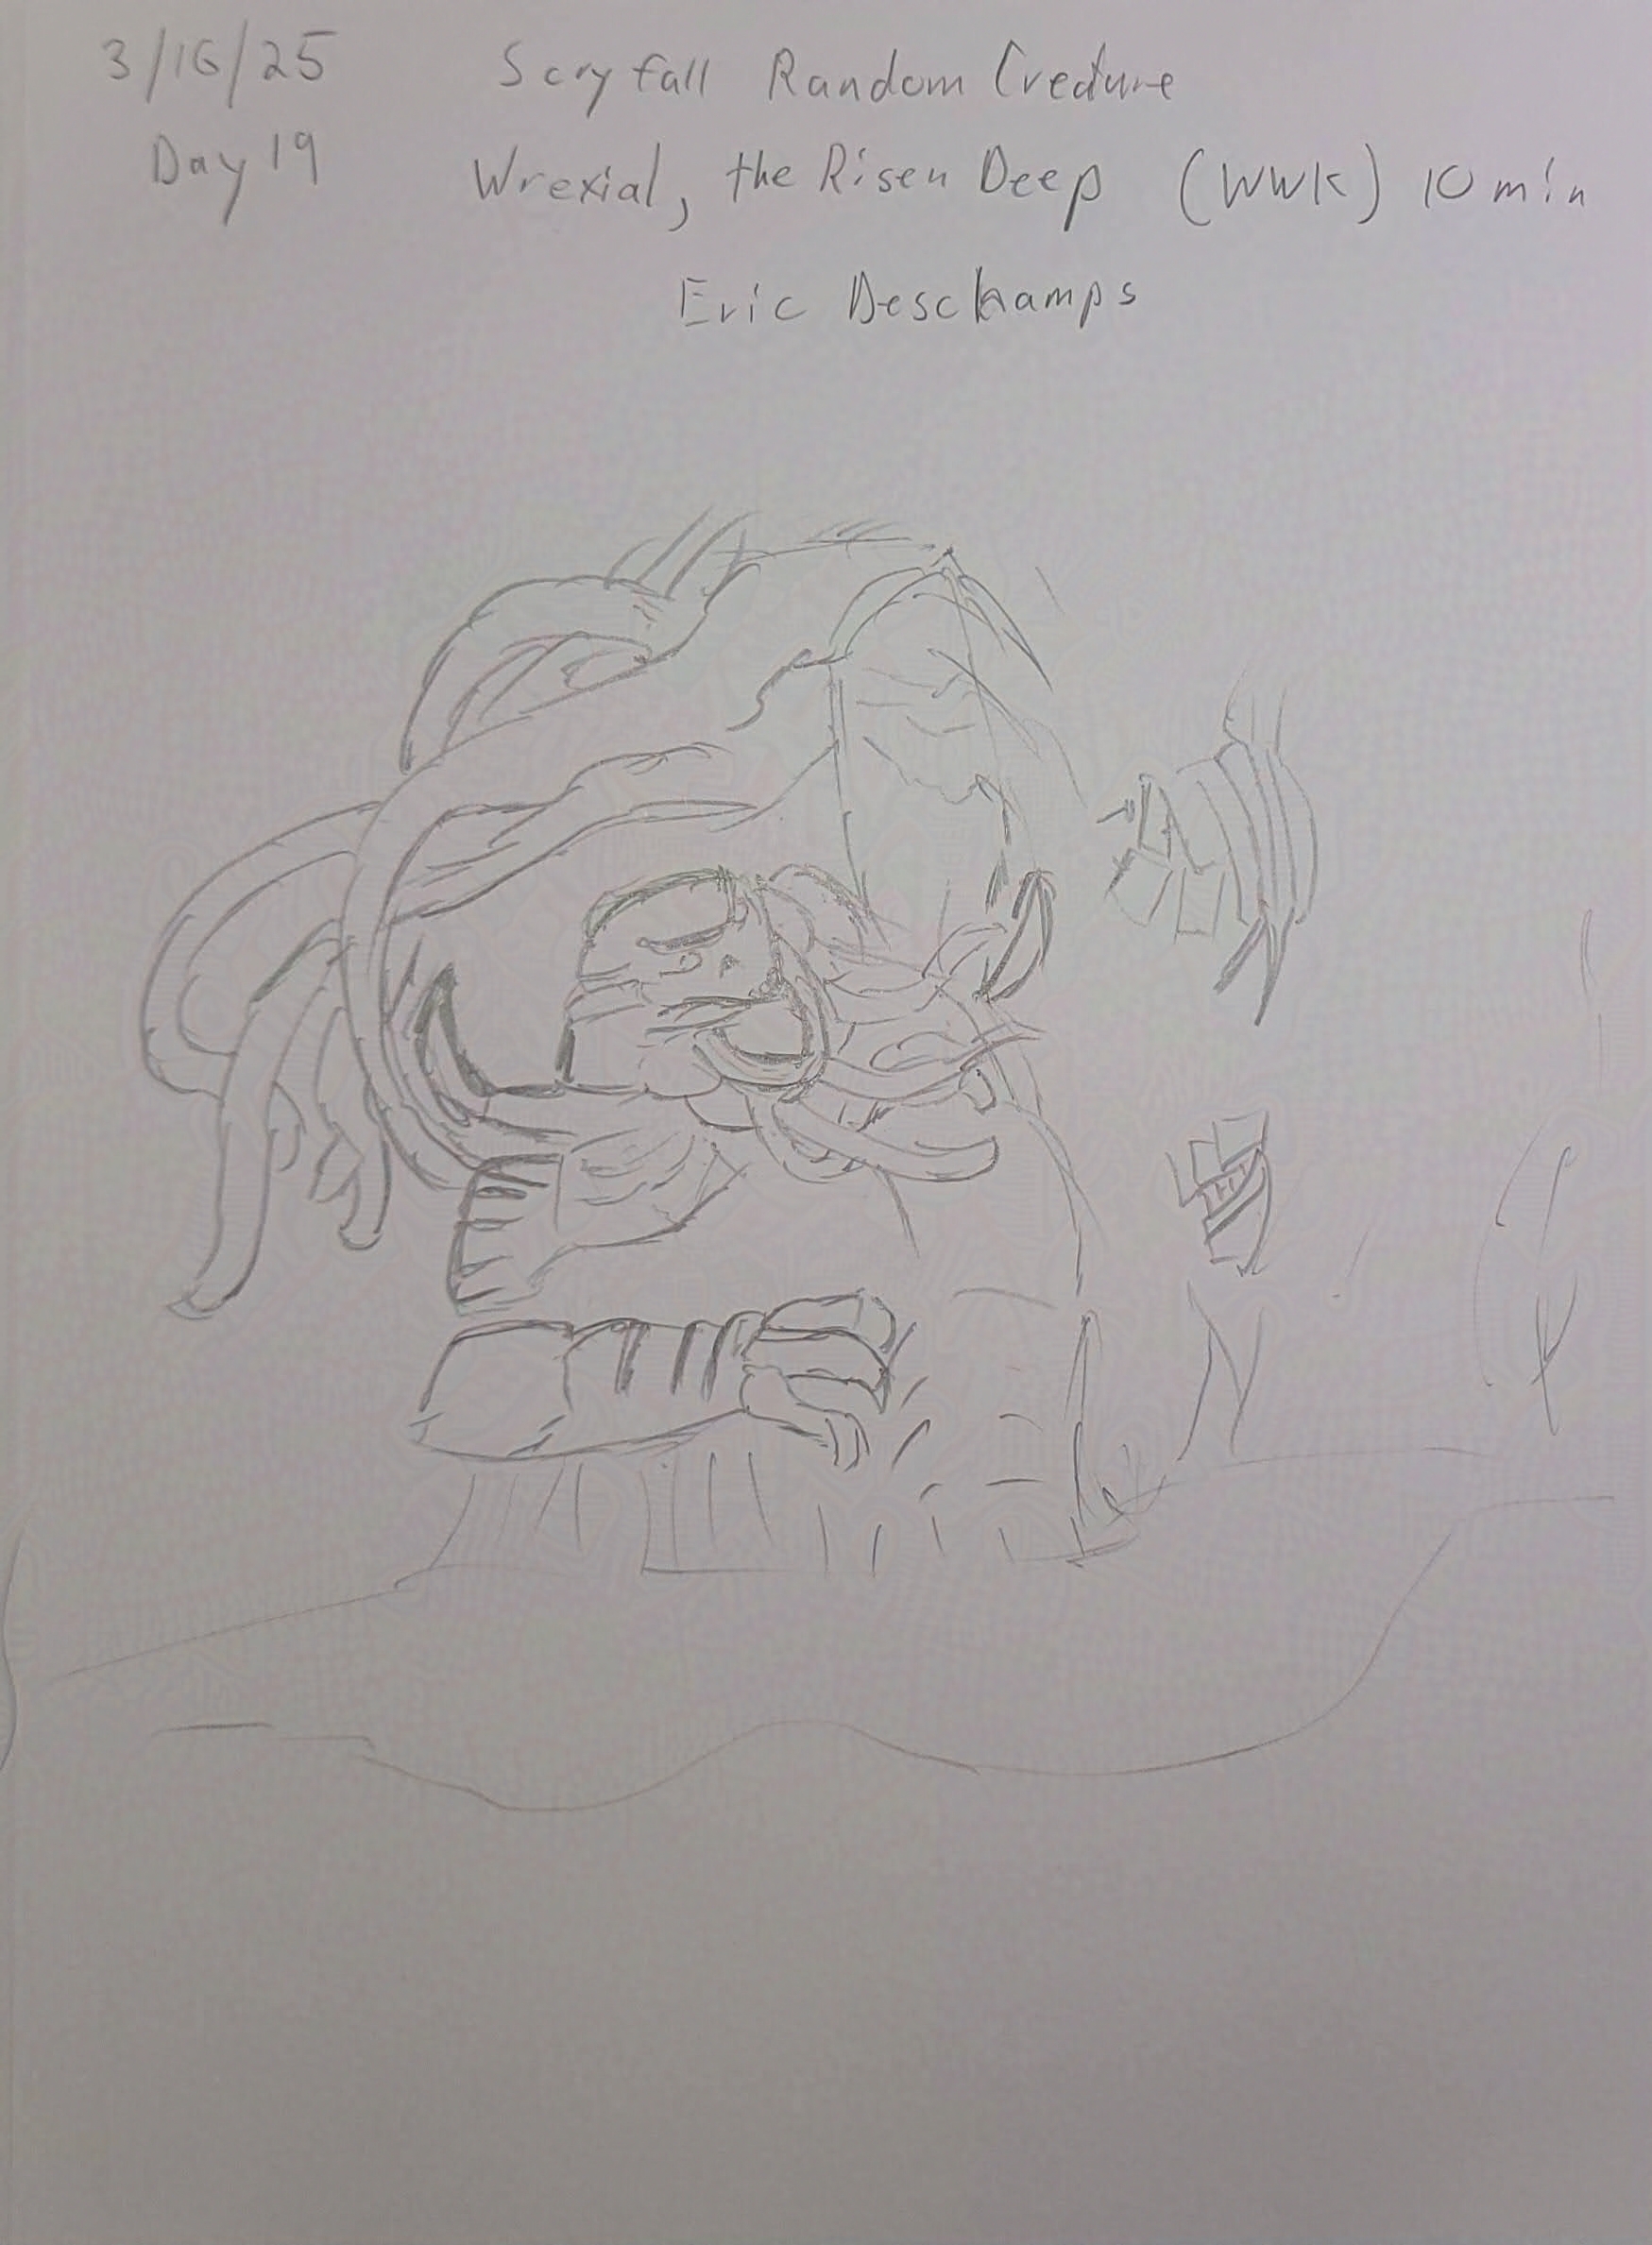 3/16/25 Scryfall Random Creature
Day 19 Wrexial, the Risen Deep (WWK) 10 min
Eric Deschamps